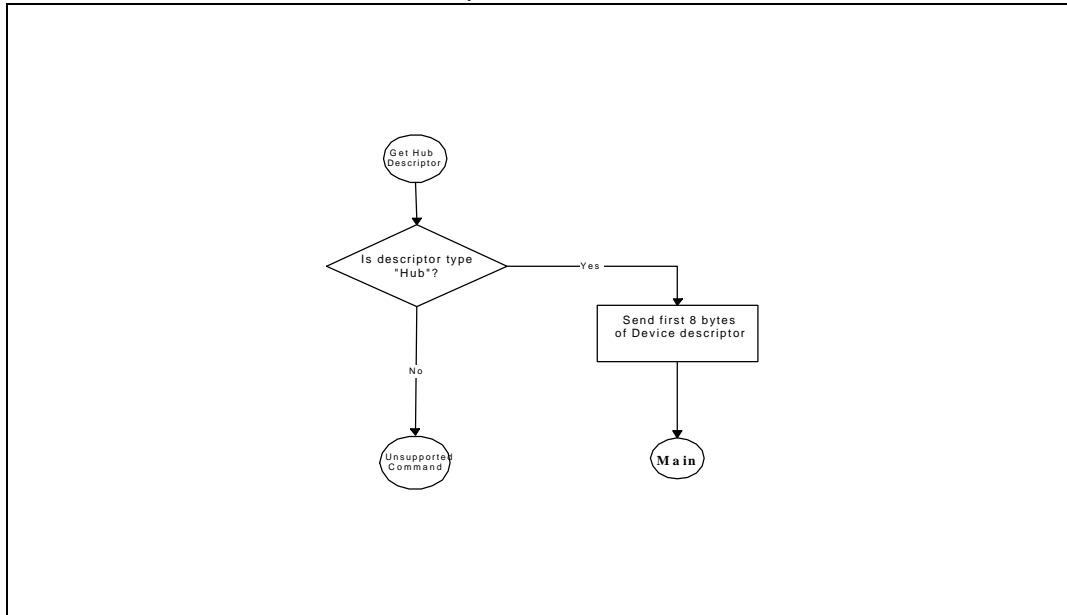 Get Hub
Descriptor
Is descriptor type
"Hub"?
Yes
Send first 8 bytes
of Device descriptor
No
Unsupported
Command
Main